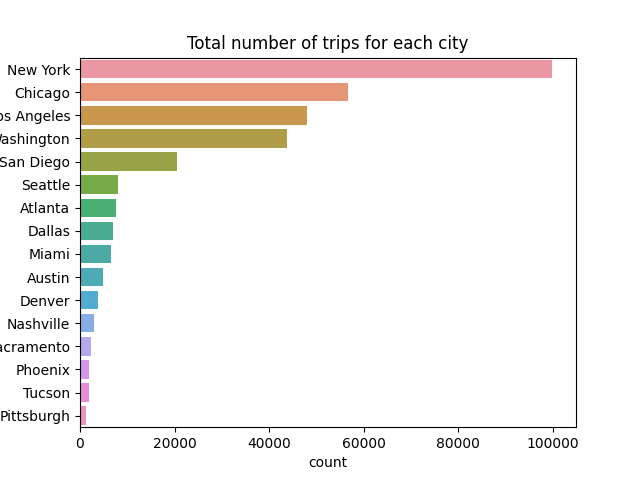 Total number of trips for each city
New York
Chicago
os Angeles
ashington
San Diego
Seattle
Atlanta
Dallas
Miami
Austin
Denver
Nashville
acramento
Phoenix
Tucson
Pittsburgh
0 20000 40000 60000 80000 100000
count